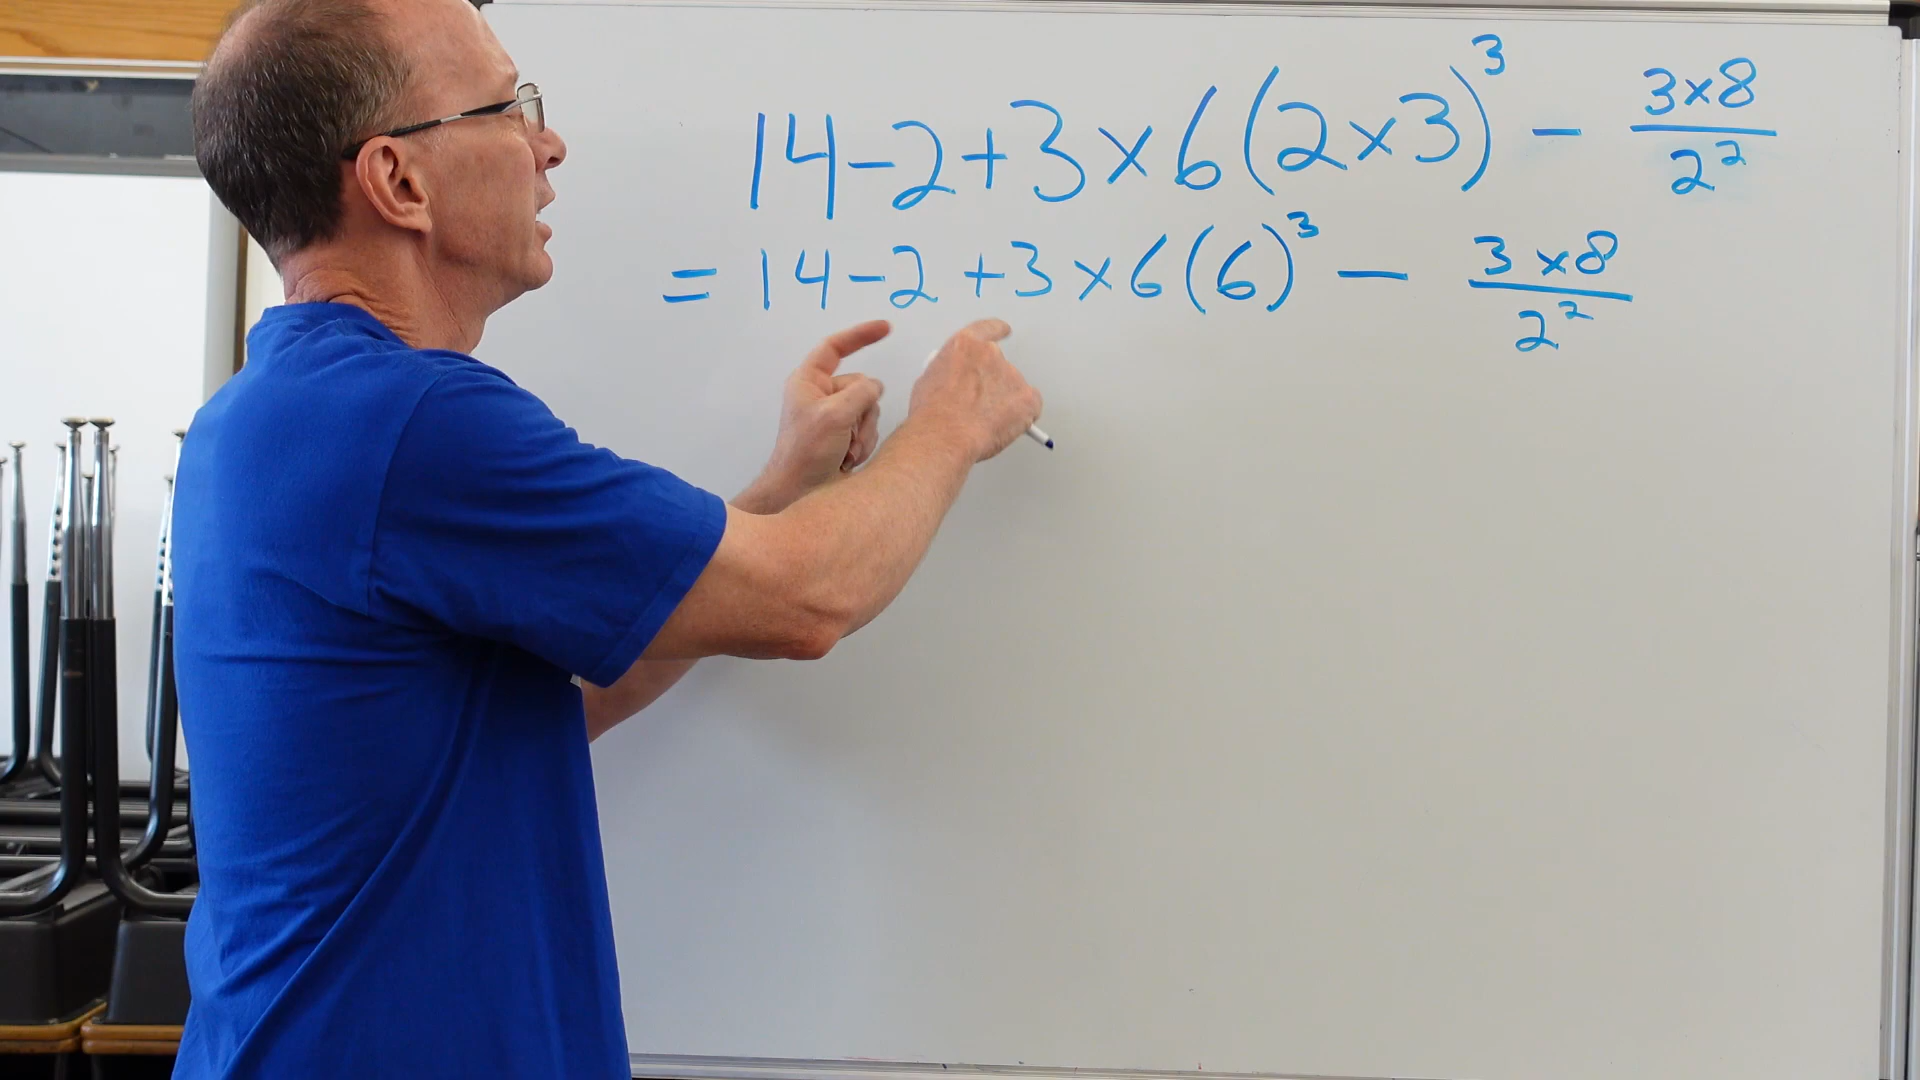 14-2+3×6(2×3)³ - (3×8)/2²
= 14-2+3×6(6)³ - (3×8)/2²